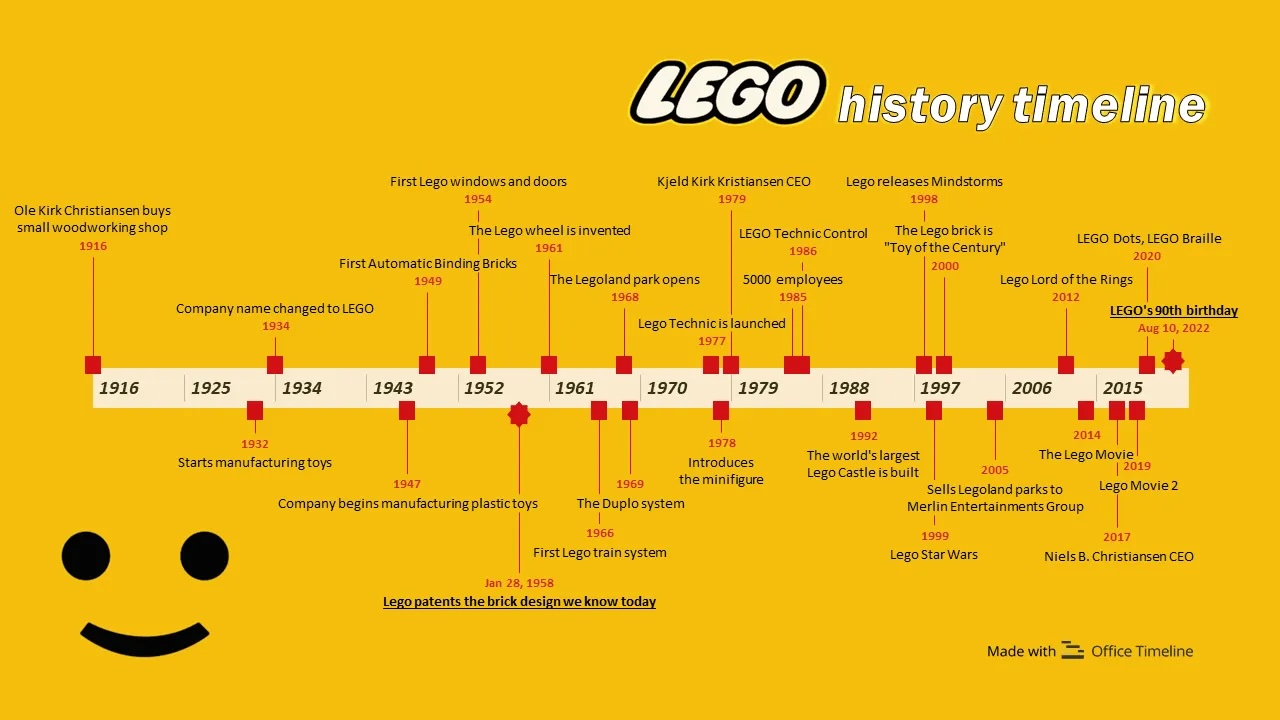 LEGO history timeline
First Lego windows and doors
1954
Kjeld Kirk Kristiansen CEO
1979
Lego releases Mindstorms
1998
Ole Kirk Christiansen buys
small woodworking shop
1916
The Lego wheel is invented
1961
LEGO Technic Control
1986
The Lego brick is
"Toy of the Century"
2000
LEGO Dots, LEGO Braille
2020
First Automatic Binding Bricks
1949
The Legoland park opens
1968
5000 employees
1985
Lego Lord of the Rings
2012
Company name changed to LEGO
1934
Lego Technic is launched
1977
LEGO's 90th birthday
Aug 10, 2022
1916 1925 1934 1943 1952 1961 1970 1979 1988 1997 2006 2015
1932
Starts manufacturing toys
1947
Company begins manufacturing plastic toys
Jan 28, 1958
Lego patents the brick design we know today
1969
The Duplo system
1966
First Lego train system
1978
Introduces
the minifigure
1992
The world's largest
Lego Castle is built
2005
Sells Legoland parks to
Merlin Entertainments Group
1999
Lego Star Wars
2014
The Lego Movie
2019
Lego Movie 2
2017
Niels B. Christiansen CEO
Made with Office Timeline